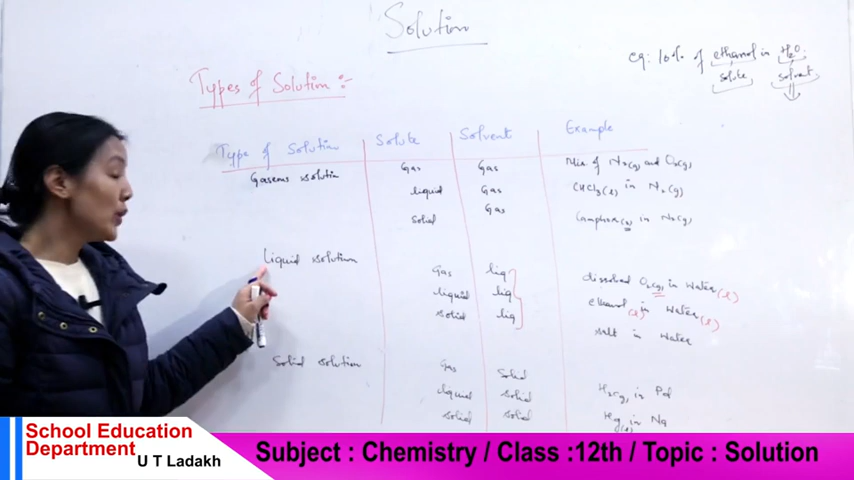 Solution
eq: 10% of ethanol in H2O.
solute solvent
Types of Solution :-
Type of Solution Solute Solvent Example
Gaseous solution Gas Gas Mix of N2(g) and O2(g)
liquid Gas CHCl3(l) in N2(g)
solid Gas Camphor(s) in N2(g)
Liquid solution
Gas liq dissolved O2(g) in water(l)
liquid liq ethanol(l) in water(l)
solid liq salt in water
Solid solution Gas Solid H2(g) in Pd
liquid solid Hg(l) in Na
solid solid
School Education
Department
U T Ladakh
Subject : Chemistry / Class :12th / Topic : Solution